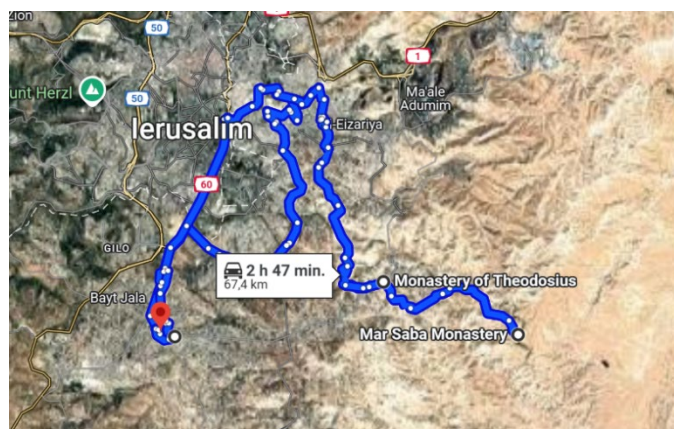 Zion
50
1
unt Herzl
50
Ma'ale
Adumim
Ierusalim
-Eizariya
60
GILO
2 h 47 min.
67,4 km
Monastery of Theodosius
Bayt Jala
Mar Saba Monastery